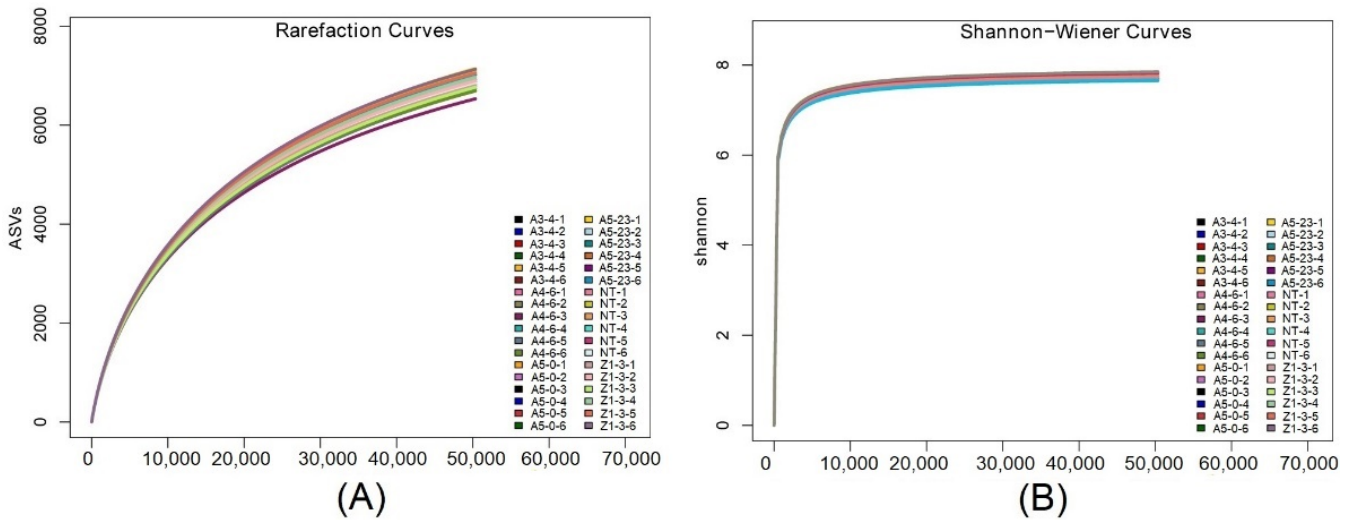 Rarefaction Curves
ASVs
8000
6000
4000
2000
0
0 10,000 20,000 30,000 40,000 50,000 60,000 70,000
A3-4-1 A5-23-1
A3-4-2 A5-23-2
A3-4-3 A5-23-3
A3-4-4 A5-23-4
A3-4-5 A5-23-5
A3-4-6 A5-23-6
A4-6-1 NT-1
A4-6-2 NT-2
A4-6-3 NT-3
A4-6-4 NT-4
A4-6-5 NT-5
A4-6-6 NT-6
A5-0-1 Z1-3-1
A5-0-2 Z1-3-2
A5-0-3 Z1-3-3
A5-0-4 Z1-3-4
A5-0-5 Z1-3-5
A5-0-6 Z1-3-6
(A)
Shannon−Wiener Curves
shannon
8
6
4
2
0
0 10,000 20,000 30,000 40,000 50,000 60,000 70,000
A3-4-1 A5-23-1
A3-4-2 A5-23-2
A3-4-3 A5-23-3
A3-4-4 A5-23-4
A3-4-5 A5-23-5
A3-4-6 A5-23-6
A4-6-1 NT-1
A4-6-2 NT-2
A4-6-3 NT-3
A4-6-4 NT-4
A4-6-5 NT-5
A4-6-6 NT-6
A5-0-1 Z1-3-1
A5-0-2 Z1-3-2
A5-0-3 Z1-3-3
A5-0-4 Z1-3-4
A5-0-5 Z1-3-5
A5-0-6 Z1-3-6
(B)